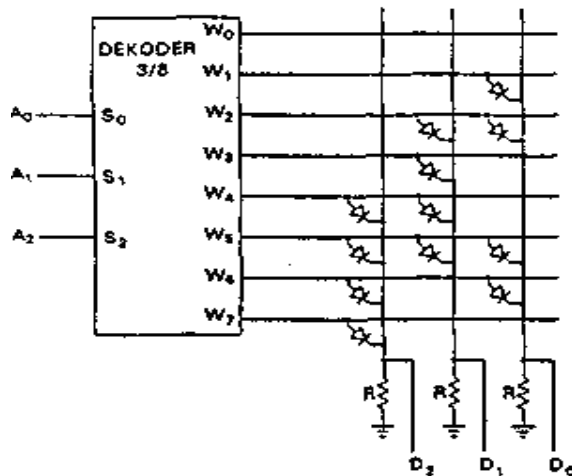 DEKODER
3/8
A₀
A₁
A₂
S₀
S₁
S₂
W₀
W₁
W₂
W₃
W₄
W₅
W₆
W₇
R
R
R
D₂
D₁
D₀